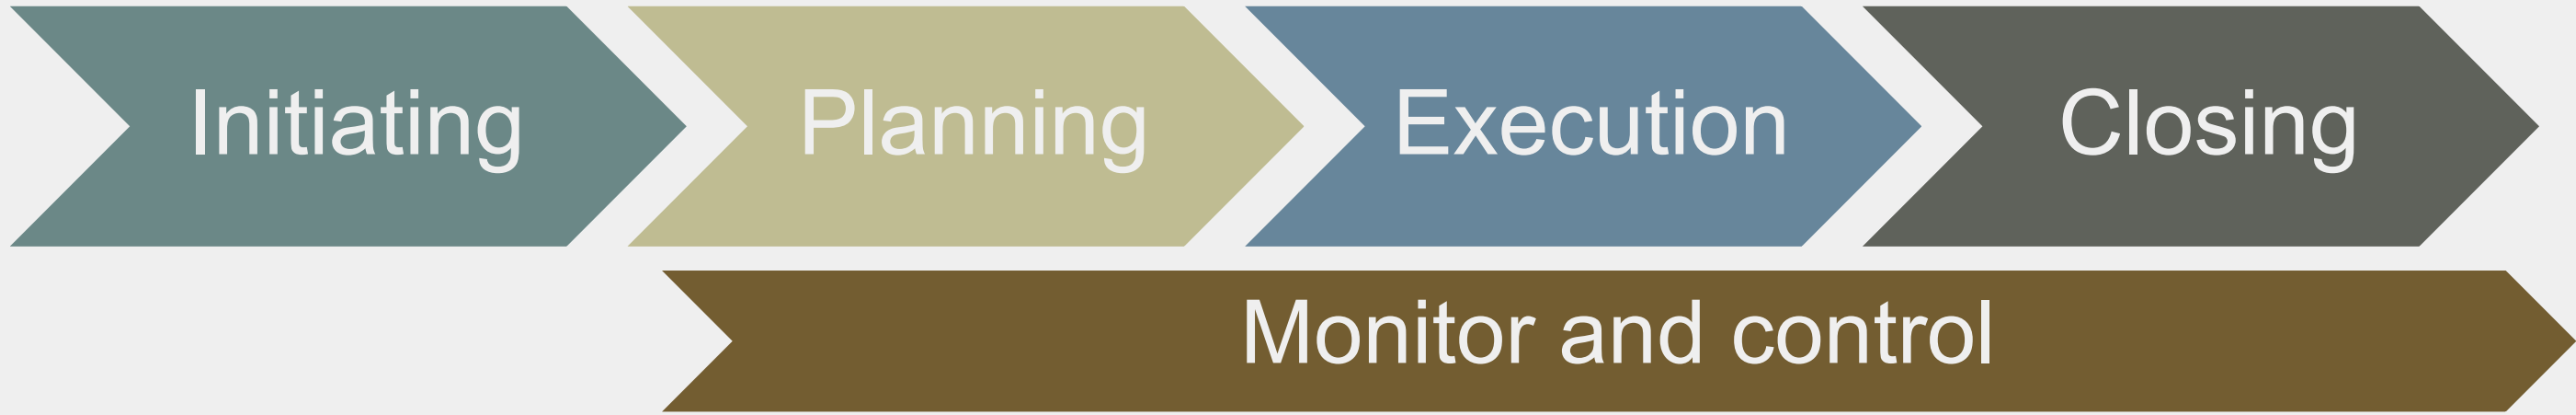 Initiating
Planning
Execution
Closing
Monitor and control